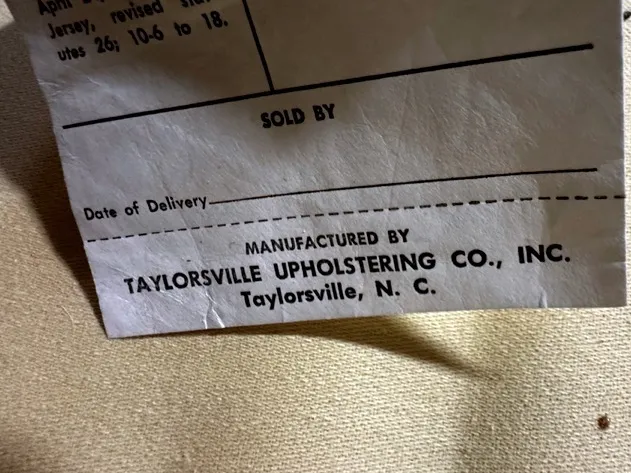 April
Jersey, revised
utes 26; 10-6 to 18.
SOLD BY
Date of Delivery
MANUFACTURED BY
TAYLORSVILLE UPHOLSTERING CO., INC.
Taylorsville, N. C.